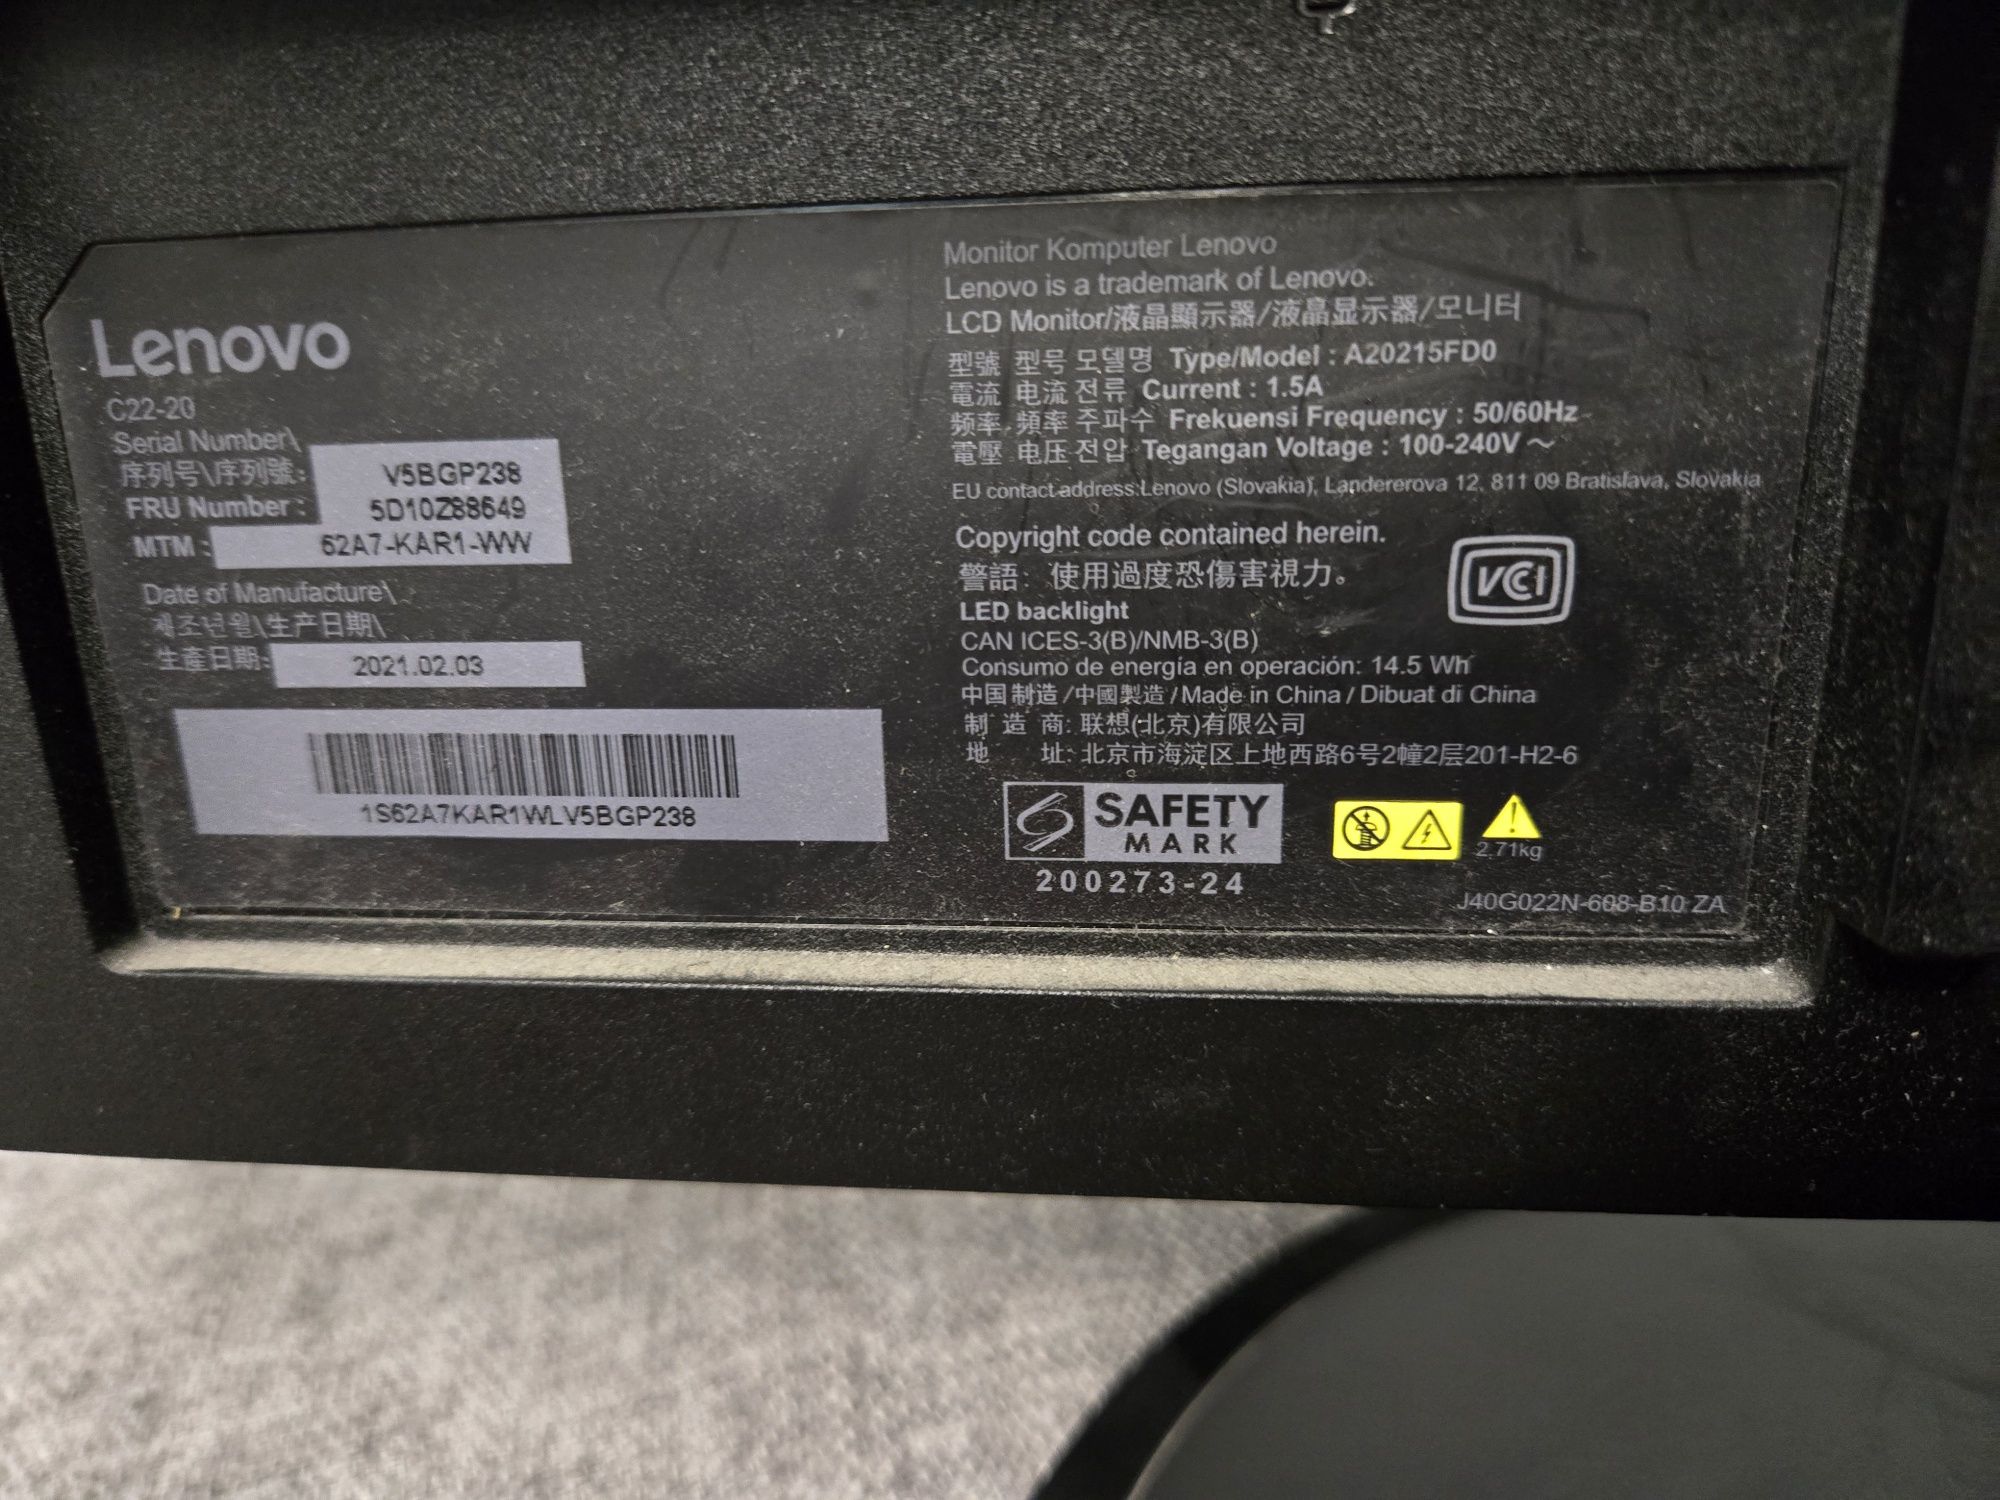 Lenovo
C22-20
Serial Number\
序列号\序列號:
V5BGP238
FRU Number :
5D10Z88649
MTM :
62A7-KAR1-WW
Date of Manufacture\
제조년월\生产日期\
生產日期:
2021.02.03
1S62A7KAR1WLV5BGP238
Monitor Komputer Lenovo
Lenovo is a trademark of Lenovo.
LCD Monitor/液晶顯示器/液晶显示器/모니터
型號 型号 모델명 Type/Model : A20215FD0
電流 电流 전류 Current : 1.5A
频率 頻率 주파수 Frekuensi Frequency : 50/60Hz
電壓 电压 전압 Tegangan Voltage : 100-240V ~
EU contact address:Lenovo (Slovakia), Landererova 12, 811 09 Bratislava, Slovakia
Copyright code contained herein.
警語: 使用過度恐傷害視力。
LED backlight
CAN ICES-3(B)/NMB-3(B)
Consumo de energía en operación: 14.5 Wh
中国制造/中國製造/Made in China / Dibuat di China
制 造 商: 联想(北京)有限公司
地 址: 北京市海淀区上地西路6号2幢2层201-H2-6
VCCI
SAFETY
MARK
200273-24
2.71kg
J40G022N-608-B10 ZA